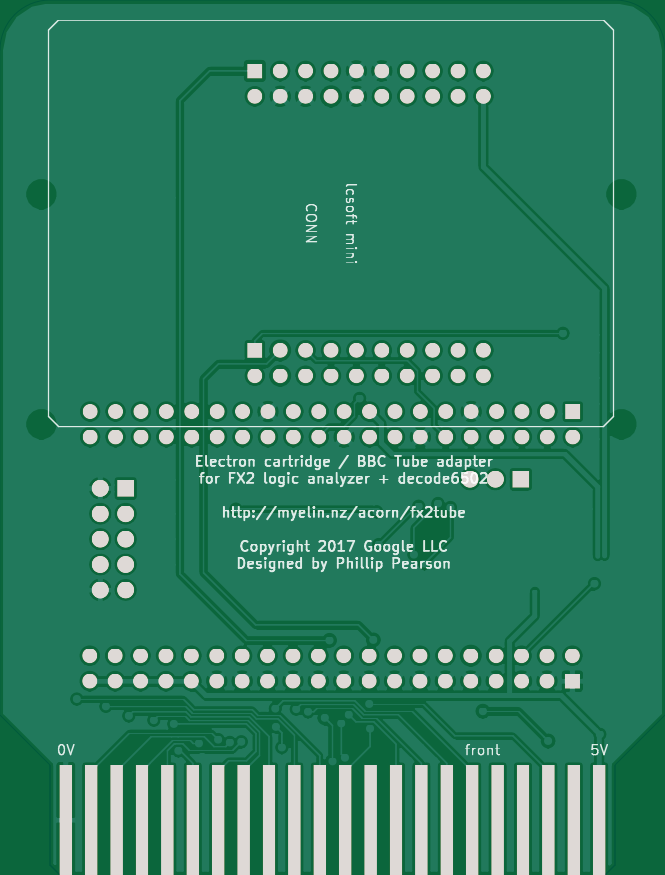 lcsoft mini
CONN
Electron cartridge / BBC Tube adapter
for FX2 logic analyzer + decode6502
http://myelin.nz/acorn/fx2tube
Copyright 2017 Google LLC
Designed by Phillip Pearson
0V
front
5V